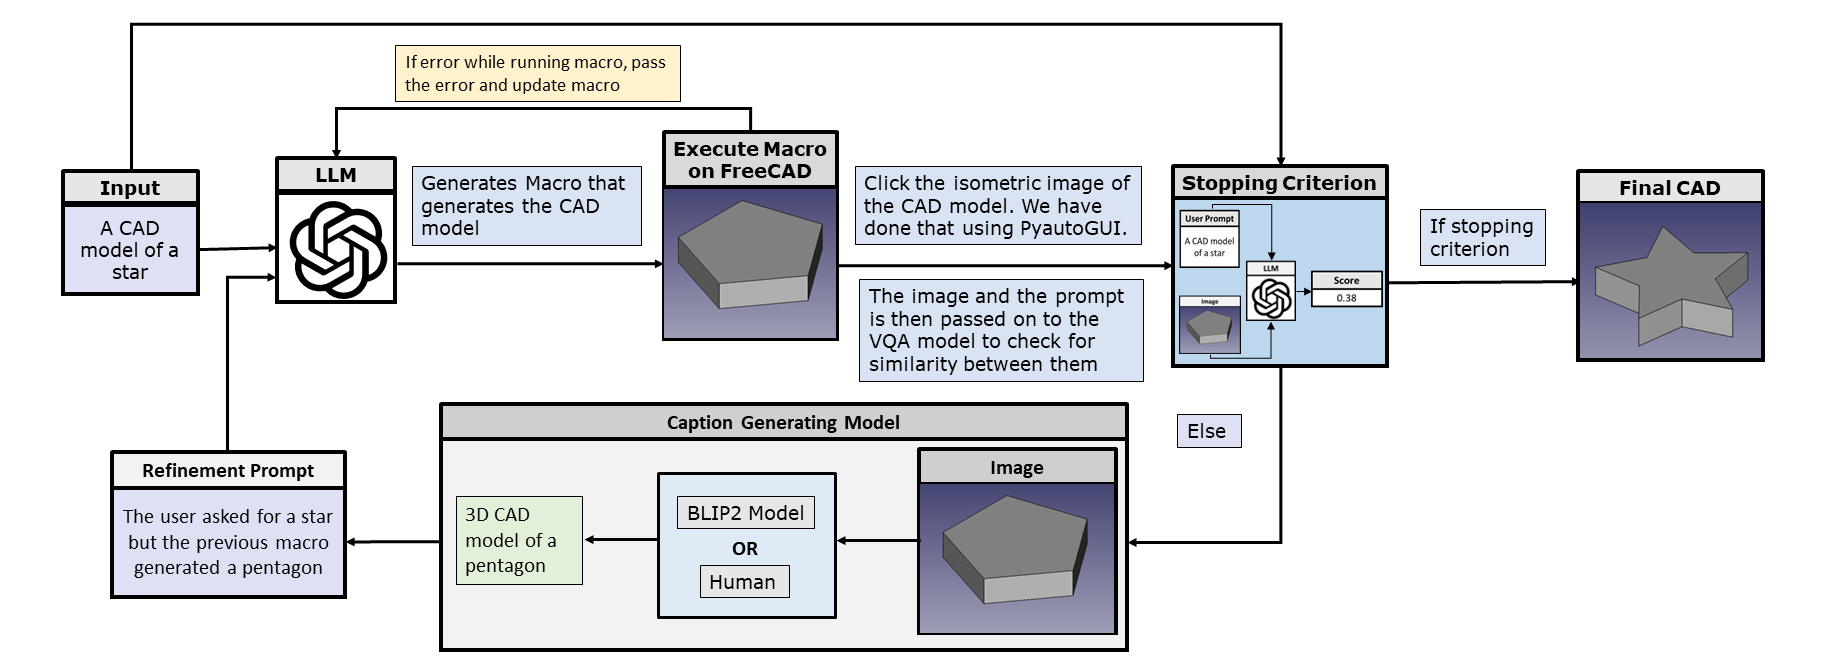 If error while running macro, pass
the error and update macro
Input
A CAD
model of a
star
LLM
Generates Macro that
generates the CAD
model
Execute Macro
on FreeCAD
Click the isometric image of
the CAD model. We have
done that using PyautoGUI.
The image and the prompt
is then passed on to the
VQA model to check for
similarity between them
Stopping Criterion
User Prompt
A CAD model
of a star
LLM
Score
0.38
Image
If stopping
criterion
Final CAD
Else
Caption Generating Model
Image
BLIP2 Model
OR
Human
3D CAD
model of a
pentagon
Refinement Prompt
The user asked for a star
but the previous macro
generated a pentagon